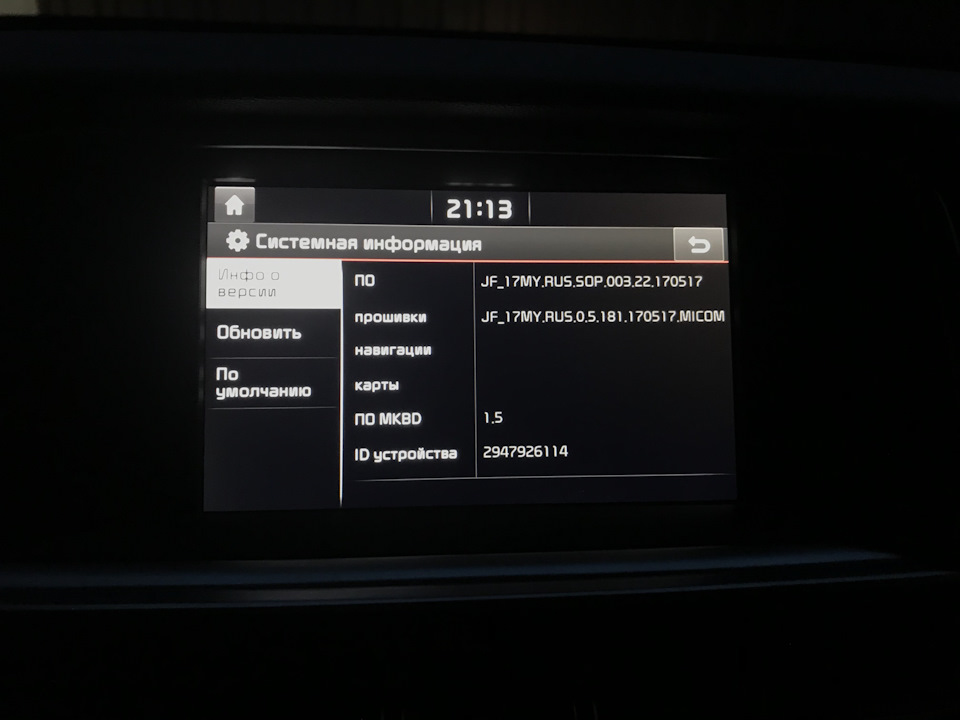 21:13
Системная информация
Инфо о
версии
Обновить
По
умолчанию
ПО JF_17MY.RUS.SOP.003.22.170517
прошивки JF_17MY.RUS.0.5.181.170517.MICOM
навигации
карты
ПО MKBD 1.5
ID устройства 2947926114